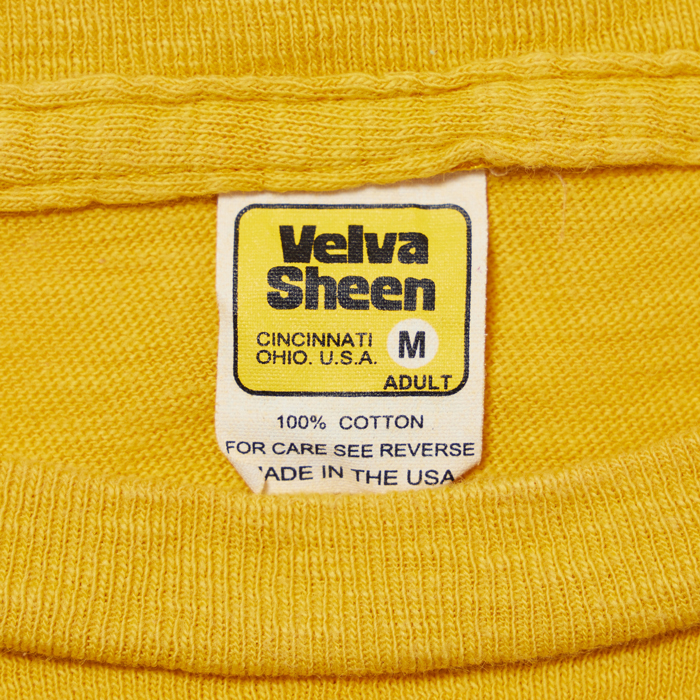 Velva
Sheen
CINCINNATI
OHIO. U.S.A.
M
ADULT
100% COTTON
FOR CARE SEE REVERSE
ADE IN THE USA